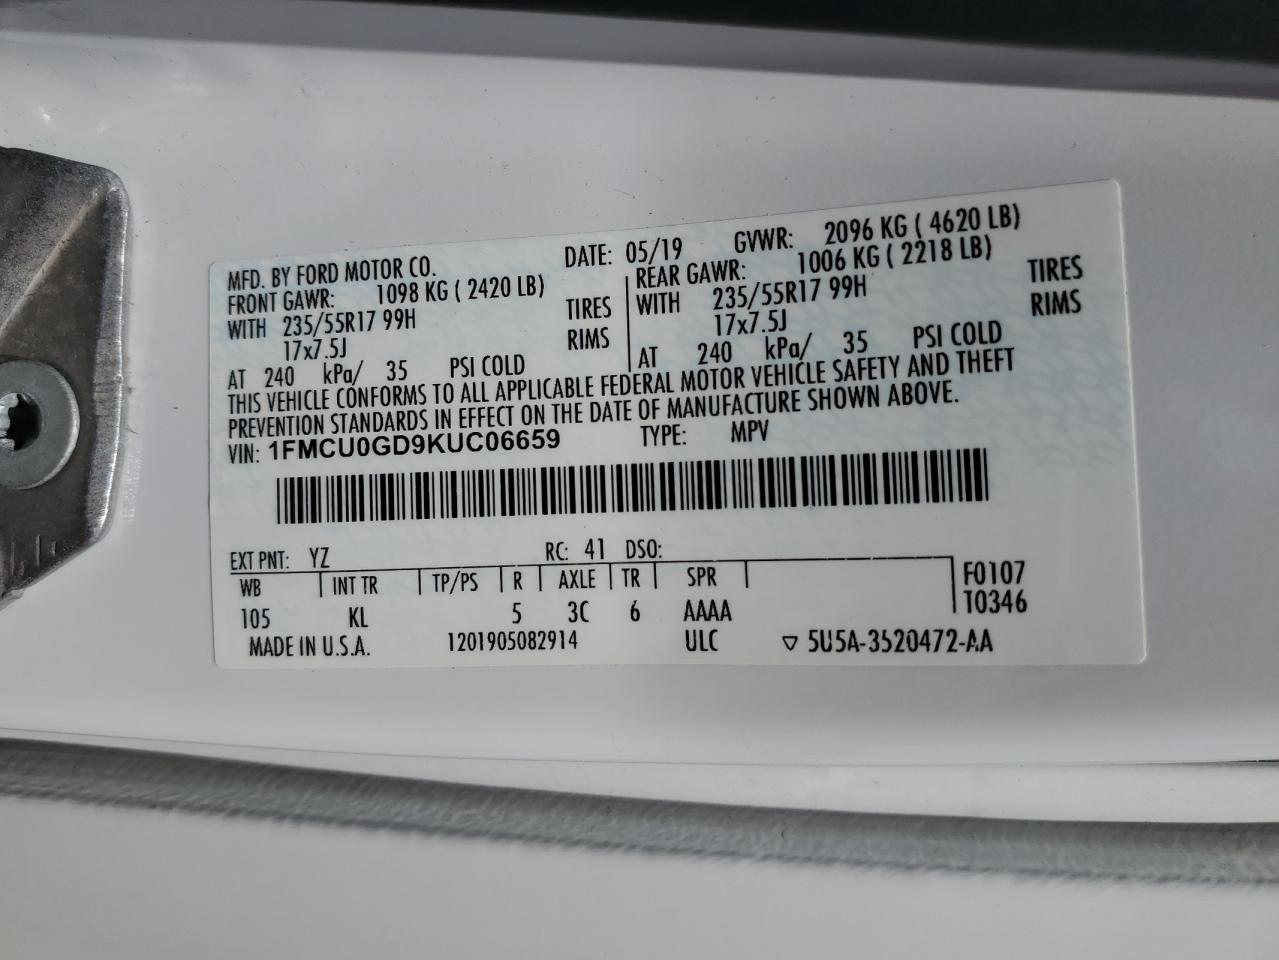 MFD. BY FORD MOTOR CO. DATE: 05/19 GVWR: 2096 KG ( 4620 LB)
FRONT GAWR: 1098 KG ( 2420 LB) REAR GAWR: 1006 KG ( 2218 LB)
WITH 235/55R17 99H TIRES WITH 235/55R17 99H TIRES
17x7.5J RIMS 17x7.5J RIMS
AT 240 kPa/ 35 PSI COLD AT 240 kPa/ 35 PSI COLD
THIS VEHICLE CONFORMS TO ALL APPLICABLE FEDERAL MOTOR VEHICLE SAFETY AND THEFT
PREVENTION STANDARDS IN EFFECT ON THE DATE OF MANUFACTURE SHOWN ABOVE.
VIN: 1FMCU0GD9KUC06659 TYPE: MPV
EXT PNT: YZ RC: 41 DSO:
WB INT TR TP/PS R AXLE TR SPR F0107
105 KL 5 3C 6 AAAA T0346
MADE IN U.S.A. 1201905082914 ULC ▽ 5U5A-3520472-AA